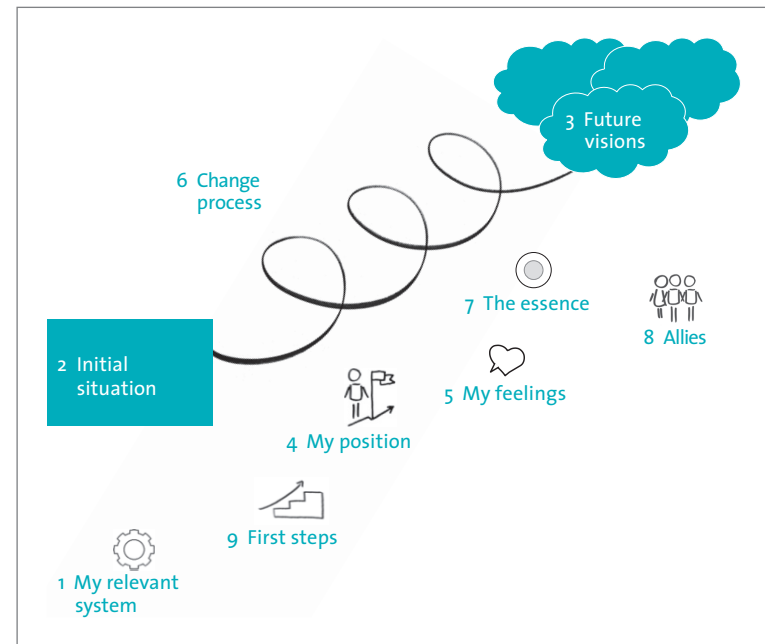 3 Future
visions
6 Change
process
7 The essence
8 Allies
2 Initial
situation
5 My feelings
4 My position
9 First steps
1 My relevant
system